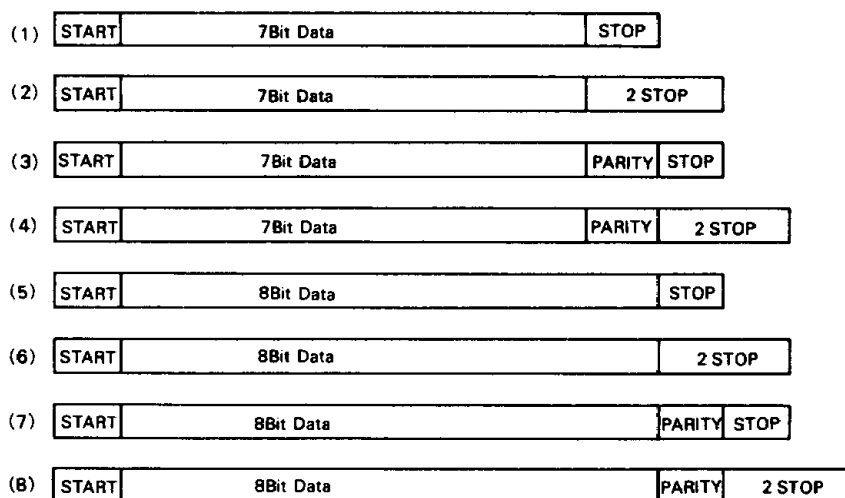 (1) START 7Bit Data STOP
(2) START 7Bit Data 2 STOP
(3) START 7Bit Data PARITY STOP
(4) START 7Bit Data PARITY 2 STOP
(5) START 8Bit Data STOP
(6) START 8Bit Data 2 STOP
(7) START 8Bit Data PARITY STOP
(8) START 8Bit Data PARITY 2 STOP